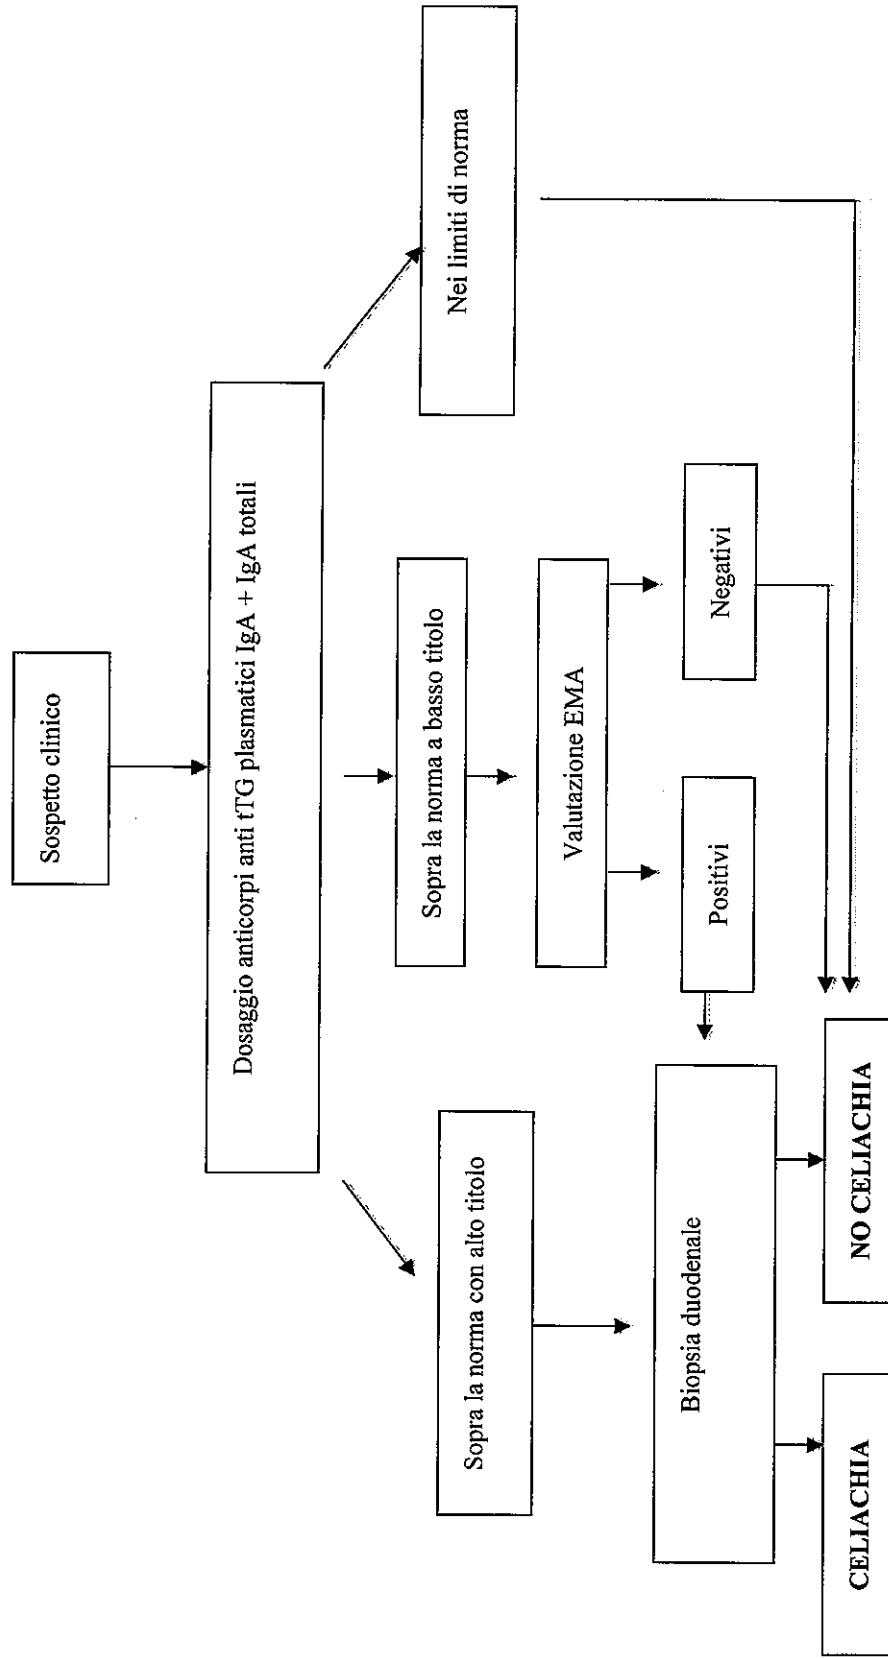 Sospetto clinico
Dosaggio anticorpi anti tTG plasmatici IgA + IgA totali
Sopra la norma con alto titolo
Sopra la norma a basso titolo
Nei limiti di norma
Valutazione EMA
Positivi
Negativi
Biopsia duodenale
CELIACHIA
NO CELIACHIA